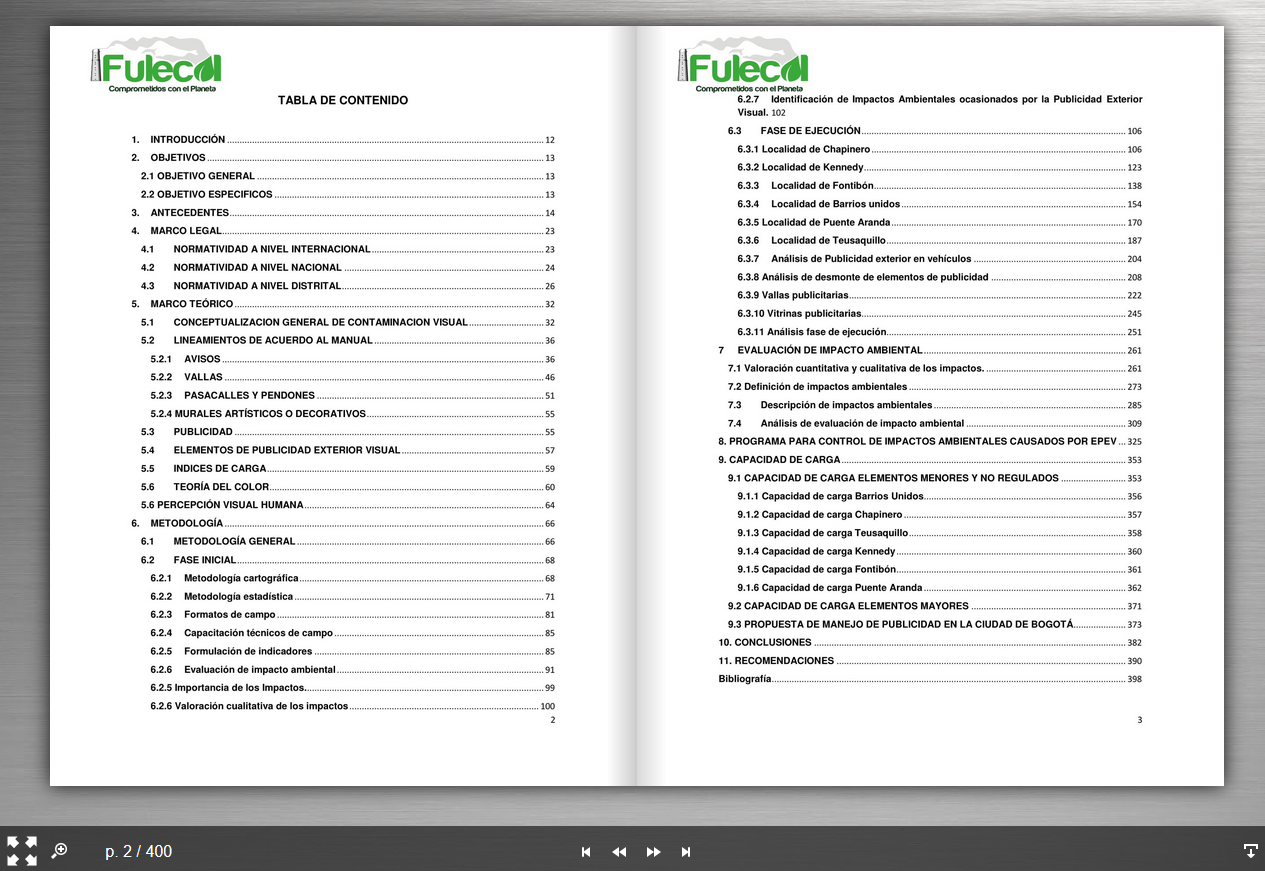 Fulecol
Comprometidos con el Planeta
TABLA DE CONTENIDO
1. INTRODUCCIÓN ........ 12
2. OBJETIVOS ........ 13
2.1 OBJETIVO GENERAL ........ 13
2.2 OBJETIVO ESPECIFICOS ........ 13
3. ANTECEDENTES ........ 14
4. MARCO LEGAL ........ 23
4.1 NORMATIVIDAD A NIVEL INTERNACIONAL ........ 23
4.2 NORMATIVIDAD A NIVEL NACIONAL ........ 24
4.3 NORMATIVIDAD A NIVEL DISTRITAL ........ 26
5. MARCO TEÓRICO ........ 32
5.1 CONCEPTUALIZACION GENERAL DE CONTAMINACION VISUAL ........ 32
5.2 LINEAMIENTOS DE ACUERDO AL MANUAL ........ 36
5.2.1 AVISOS ........ 36
5.2.2 VALLAS ........ 46
5.2.3 PASACALLES Y PENDONES ........ 51
5.2.4 MURALES ARTÍSTICOS O DECORATIVOS ........ 55
5.3 PUBLICIDAD ........ 55
5.4 ELEMENTOS DE PUBLICIDAD EXTERIOR VISUAL ........ 57
5.5 INDICES DE CARGA ........ 59
5.6 TEORÍA DEL COLOR ........ 60
5.6 PERCEPCIÓN VISUAL HUMANA ........ 64
6. METODOLOGÍA ........ 66
6.1 METODOLOGÍA GENERAL ........ 66
6.2 FASE INICIAL ........ 68
6.2.1 Metodología cartográfica ........ 68
6.2.2 Metodología estadística ........ 71
6.2.3 Formatos de campo ........ 81
6.2.4 Capacitación técnicos de campo ........ 85
6.2.5 Formulación de indicadores ........ 85
6.2.6 Evaluación de impacto ambiental ........ 91
6.2.5 Importancia de los Impactos. ........ 99
6.2.6 Valoración cualitativa de los impactos ........ 100
2
Fulecol
Comprometidos con el Planeta
6.2.7 Identificación de Impactos Ambientales ocasionados por la Publicidad Exterior
Visual. 102
6.3 FASE DE EJECUCIÓN ........ 106
6.3.1 Localidad de Chapinero ........ 106
6.3.2 Localidad de Kennedy ........ 123
6.3.3 Localidad de Fontibón ........ 138
6.3.4 Localidad de Barrios unidos ........ 154
6.3.5 Localidad de Puente Aranda ........ 170
6.3.6 Localidad de Teusaquillo ........ 187
6.3.7 Análisis de Publicidad exterior en vehículos ........ 204
6.3.8 Análisis de desmonte de elementos de publicidad ........ 208
6.3.9 Vallas publicitarias ........ 222
6.3.10 Vitrinas publicitarias ........ 245
6.3.11 Análisis fase de ejecución ........ 251
7 EVALUACIÓN DE IMPACTO AMBIENTAL ........ 261
7.1 Valoración cuantitativa y cualitativa de los impactos. ........ 261
7.2 Definición de impactos ambientales ........ 273
7.3 Descripción de impactos ambientales ........ 285
7.4 Análisis de evaluación de impacto ambiental ........ 309
8. PROGRAMA PARA CONTROL DE IMPACTOS AMBIENTALES CAUSADOS POR EPEV ... 325
9. CAPACIDAD DE CARGA ........ 353
9.1 CAPACIDAD DE CARGA ELEMENTOS MENORES Y NO REGULADOS ........ 353
9.1.1 Capacidad de carga Barrios Unidos ........ 356
9.1.2 Capacidad de carga Chapinero ........ 357
9.1.3 Capacidad de carga Teusaquillo ........ 358
9.1.4 Capacidad de carga Kennedy ........ 360
9.1.5 Capacidad de carga Fontibón ........ 361
9.1.6 Capacidad de carga Puente Aranda ........ 362
9.2 CAPACIDAD DE CARGA ELEMENTOS MAYORES ........ 371
9.3 PROPUESTA DE MANEJO DE PUBLICIDAD EN LA CIUDAD DE BOGOTÁ ........ 373
10. CONCLUSIONES ........ 382
11. RECOMENDACIONES ........ 390
Bibliografía ........ 398
3
p. 2 / 400